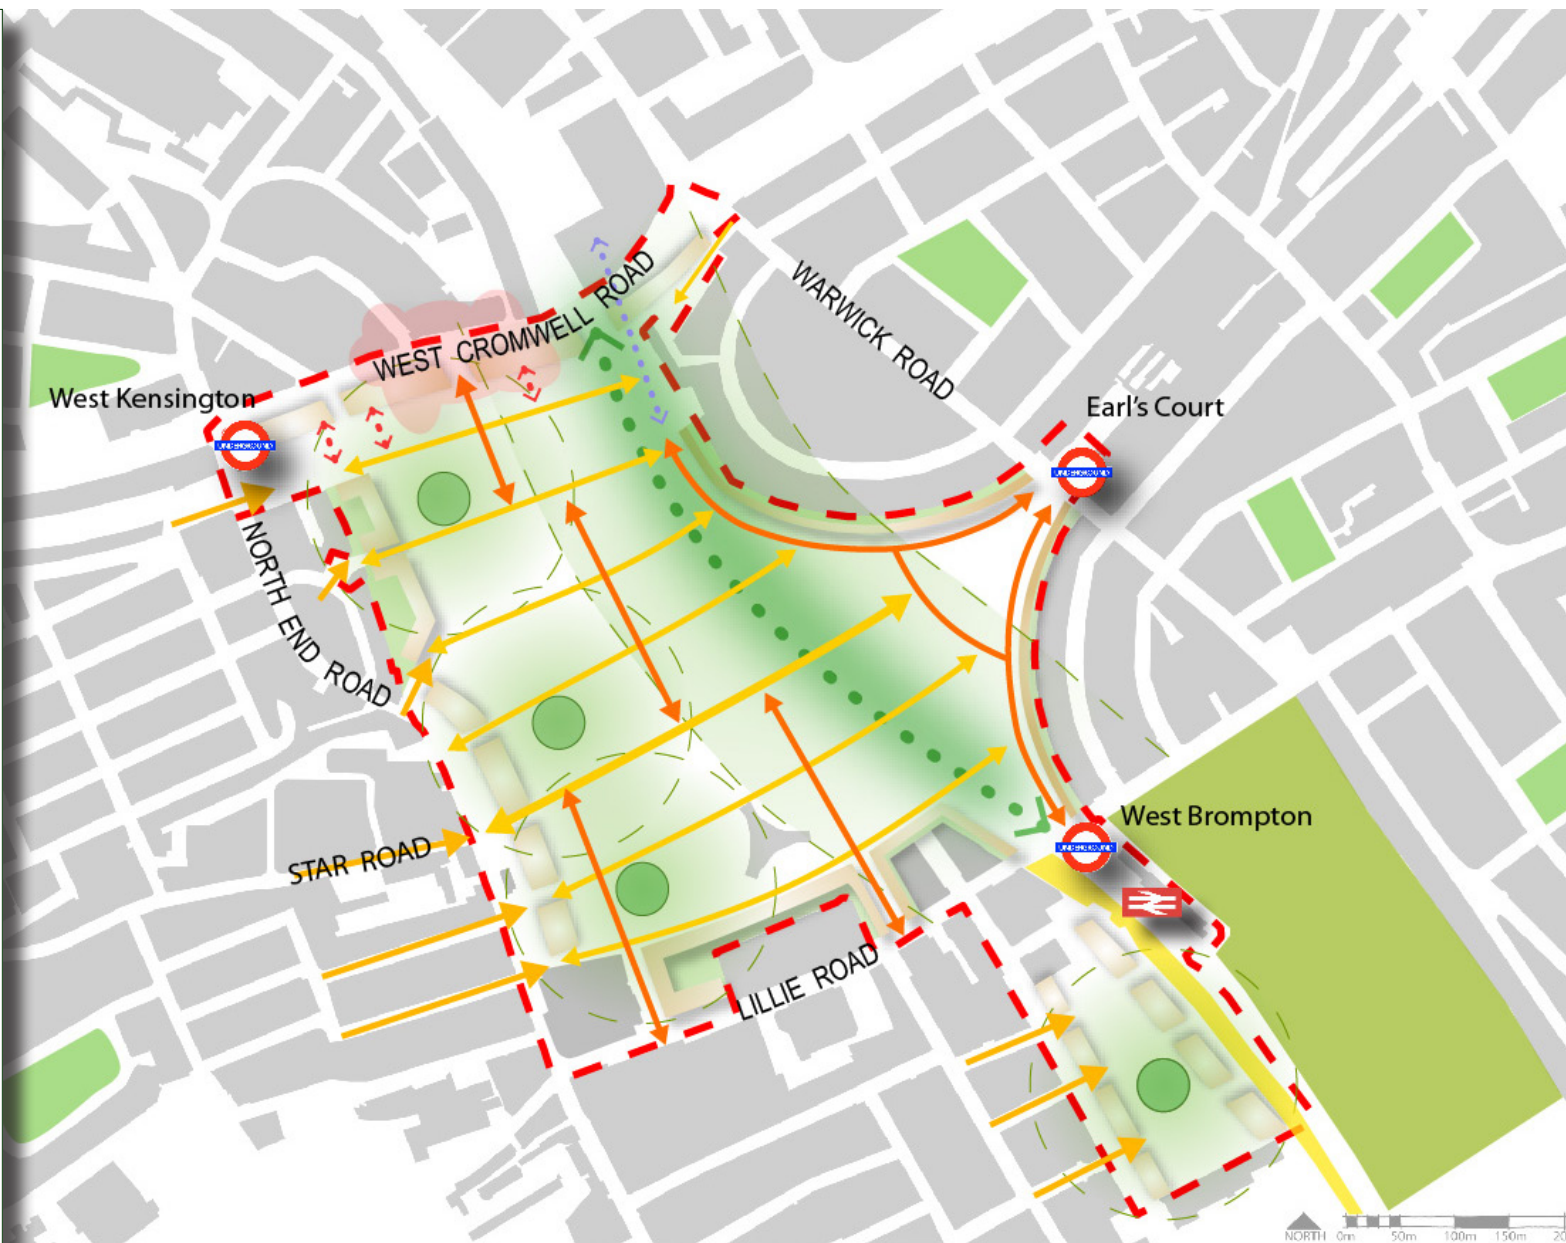 WEST CROMWELL ROAD
WARWICK ROAD
West Kensington
Earl's Court
NORTH END ROAD
West Brompton
STAR ROAD
LILLIE ROAD
NORTH 0m 50m 100m 150m